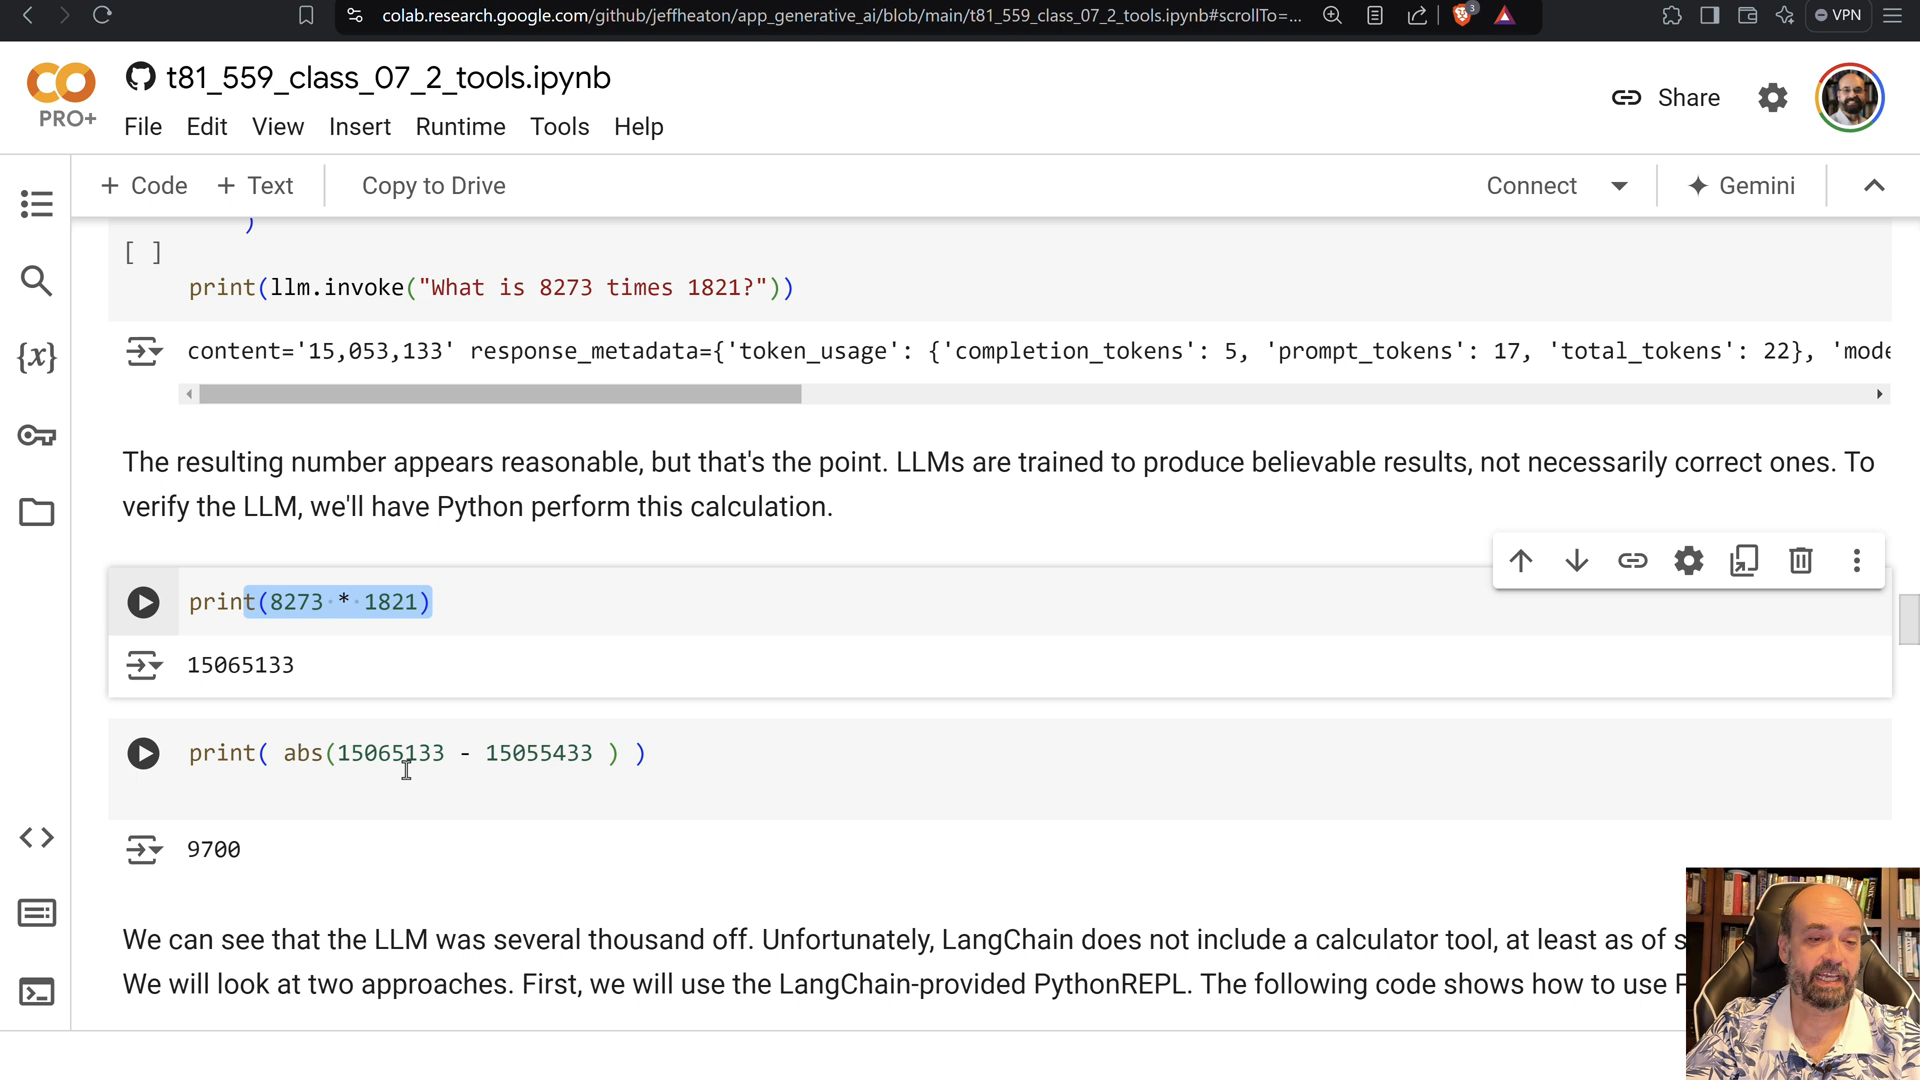 colab.research.google.com/github/jeffheaton/app_generative_ai/blob/main/t81_559_class_07_2_tools.ipynb#scrollTo=...
3
VPN
t81_559_class_07_2_tools.ipynb
PRO+
File Edit View Insert Runtime Tools Help
Share
+ Code + Text Copy to Drive
Connect Gemini
)
[ ]
print(llm.invoke("What is 8273 times 1821?"))
content='15,053,133' response_metadata={'token_usage': {'completion_tokens': 5, 'prompt_tokens': 17, 'total_tokens': 22}, 'mode
The resulting number appears reasonable, but that's the point. LLMs are trained to produce believable results, not necessarily correct ones. To
verify the LLM, we'll have Python perform this calculation.
print(8273 * 1821)
15065133
print( abs(15065133 - 15055433 ) )
9700
We can see that the LLM was several thousand off. Unfortunately, LangChain does not include a calculator tool, at least as of s
We will look at two approaches. First, we will use the LangChain-provided PythonREPL. The following code shows how to use P